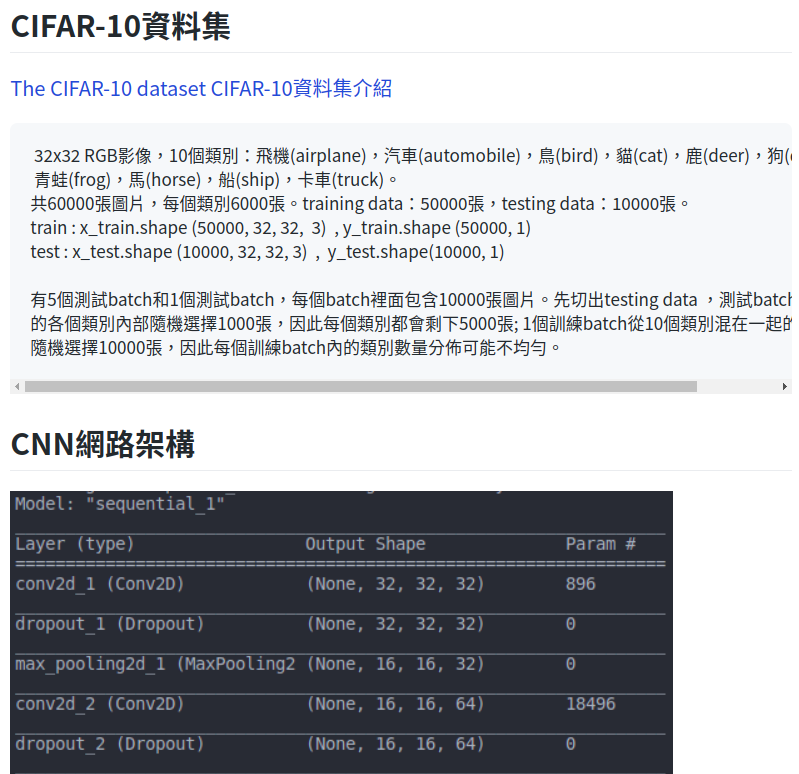 CIFAR-10資料集
The CIFAR-10 dataset CIFAR-10資料集介紹
32x32 RGB影像，10個類別：飛機(airplane)，汽車(automobile)，鳥(bird)，貓(cat)，鹿(deer)，狗(
青蛙(frog)，馬(horse)，船(ship)，卡車(truck)。
共60000張圖片，每個類別6000張。training data：50000張，testing data：10000張。
train : x_train.shape (50000, 32, 32, 3) , y_train.shape (50000, 1)
test : x_test.shape (10000, 32, 32, 3) , y_test.shape(10000, 1)
有5個測試batch和1個測試batch，每個batch裡面包含10000張圖片。先切出testing data ，測試batch
的各個類別內部隨機選擇1000張，因此每個類別都會剩下5000張; 1個訓練batch從10個類別混在一起的
隨機選擇10000張，因此每個訓練batch內的類別數量分佈可能不均勻。
CNN網路架構
Model: "sequential_1"
Layer (type) Output Shape Param #
=================================================================
conv2d_1 (Conv2D) (None, 32, 32, 32) 896
dropout_1 (Dropout) (None, 32, 32, 32) 0
max_pooling2d_1 (MaxPooling2 (None, 16, 16, 32) 0
conv2d_2 (Conv2D) (None, 16, 16, 64) 18496
dropout_2 (Dropout) (None, 16, 16, 64) 0